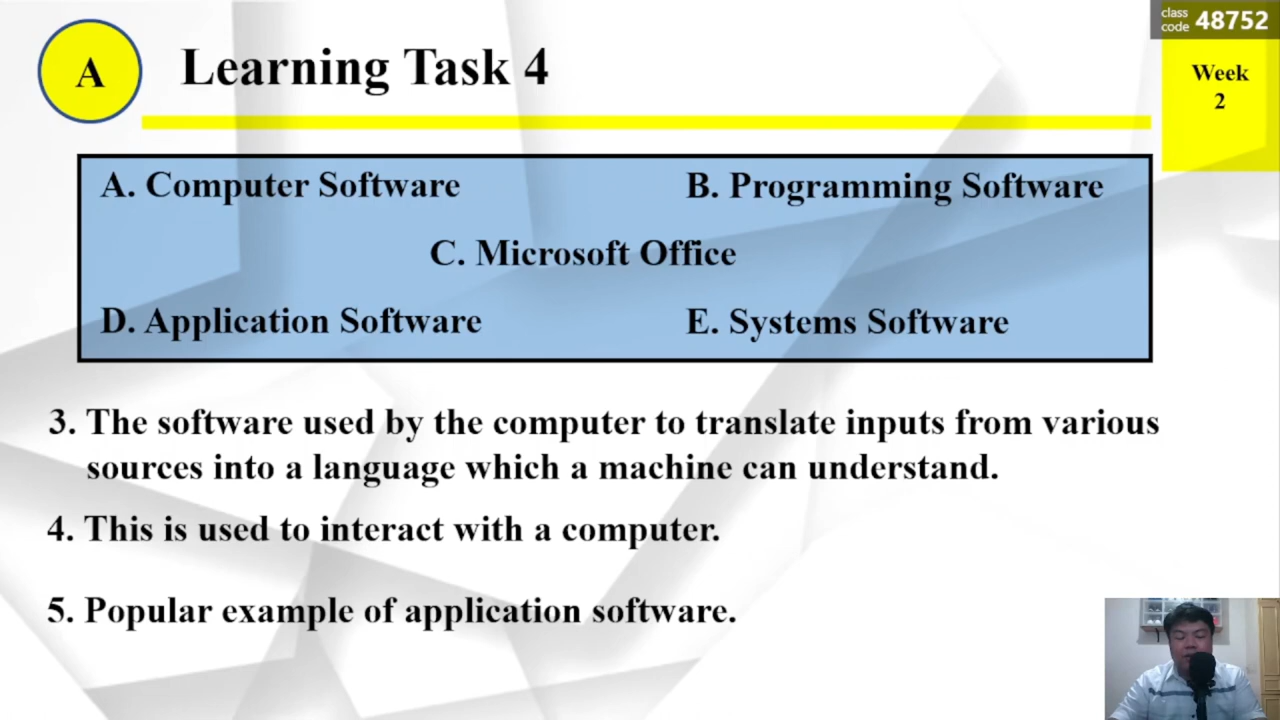 class
code 48752
A
Learning Task 4
Week
2
A. Computer Software
B. Programming Software
C. Microsoft Office
D. Application Software
E. Systems Software
3. The software used by the computer to translate inputs from various
sources into a language which a machine can understand.
4. This is used to interact with a computer.
5. Popular example of application software.